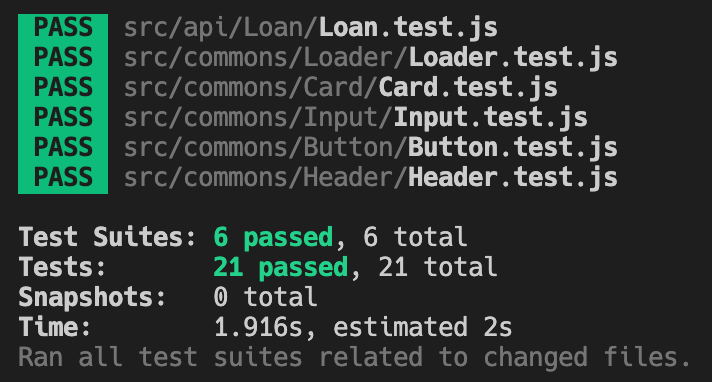 PASS src/api/Loan/Loan.test.js
PASS src/commons/Loader/Loader.test.js
PASS src/commons/Card/Card.test.js
PASS src/commons/Input/Input.test.js
PASS src/commons/Button/Button.test.js
PASS src/commons/Header/Header.test.js
Test Suites: 6 passed, 6 total
Tests: 21 passed, 21 total
Snapshots: 0 total
Time: 1.916s, estimated 2s
Ran all test suites related to changed files.